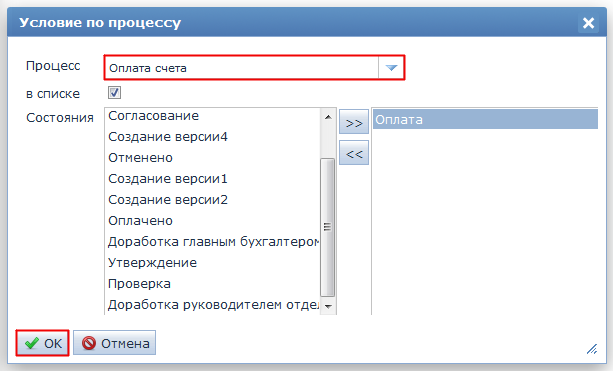 Условие по процессу
Процесс
Оплата счета
в списке
Состояния
Согласование
Создание версии4
Отменено
Создание версии1
Создание версии2
Оплачено
Доработка главным бухгалтером
Утверждение
Проверка
Доработка руководителем отдел
>>
<<
Оплата
OK
Отмена